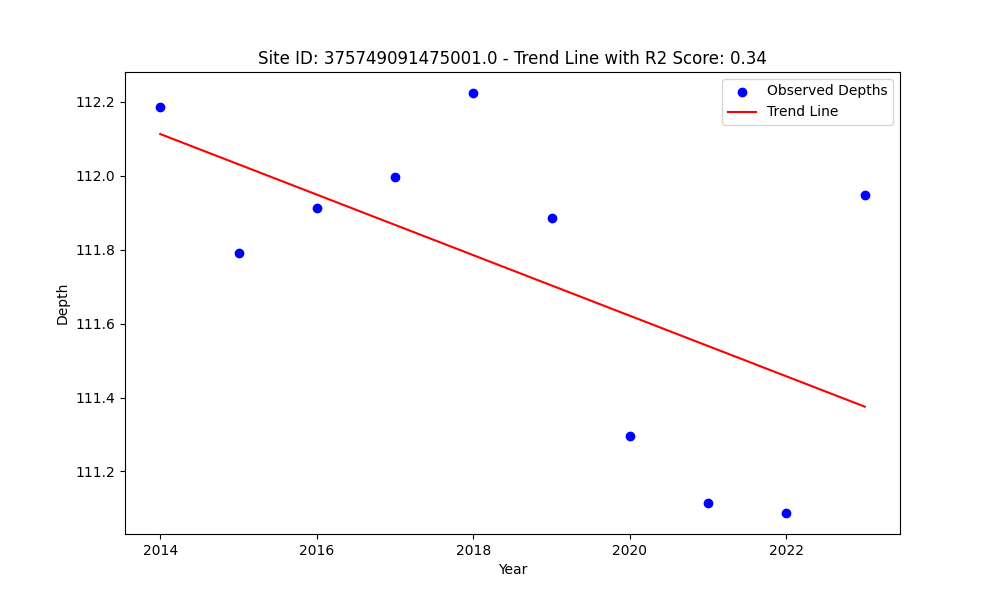 Site ID: 375749091475001.0 - Trend Line with R2 Score: 0.34
Observed Depths
Trend Line
112.2
112.0
111.8
111.6
111.4
111.2
Depth
2014
2016
2018
2020
2022
Year